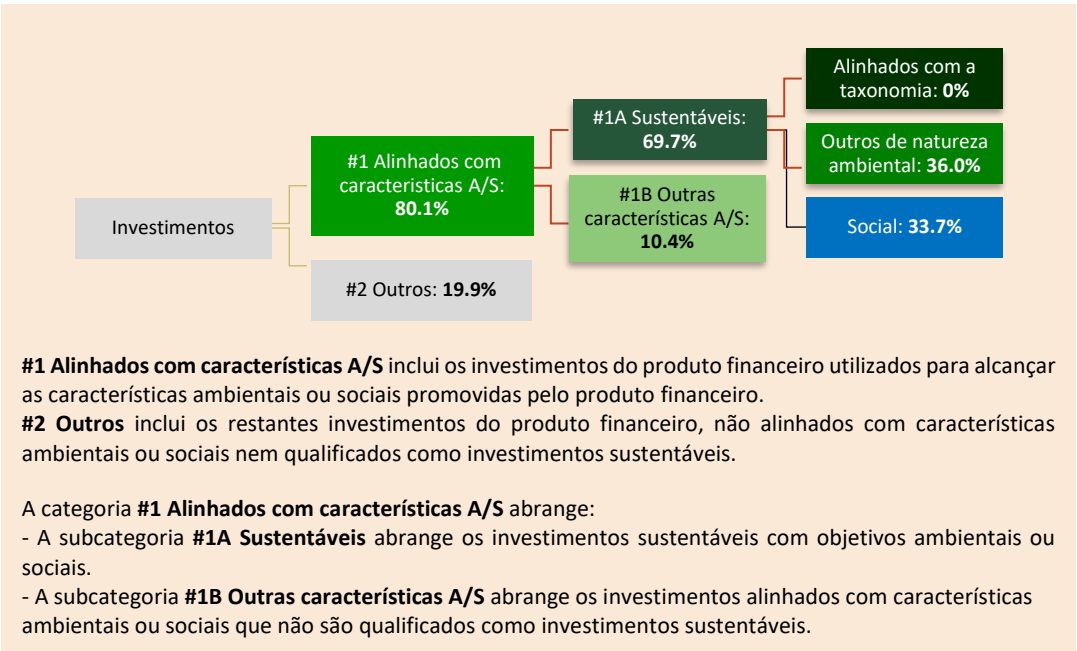 Investimentos
#1 Alinhados com
caracteristicas A/S:
80.1%
#2 Outros: 19.9%
#1A Sustentáveis:
69.7%
#1B Outras
características A/S:
10.4%
Alinhados com a
taxonomia: 0%
Outros de natureza
ambiental: 36.0%
Social: 33.7%
#1 Alinhados com características A/S inclui os investimentos do produto financeiro utilizados para alcançar
as características ambientais ou sociais promovidas pelo produto financeiro.
#2 Outros inclui os restantes investimentos do produto financeiro, não alinhados com características
ambientais ou sociais nem qualificados como investimentos sustentáveis.
A categoria #1 Alinhados com características A/S abrange:
- A subcategoria #1A Sustentáveis abrange os investimentos sustentáveis com objetivos ambientais ou
sociais.
- A subcategoria #1B Outras características A/S abrange os investimentos alinhados com características
ambientais ou sociais que não são qualificados como investimentos sustentáveis.